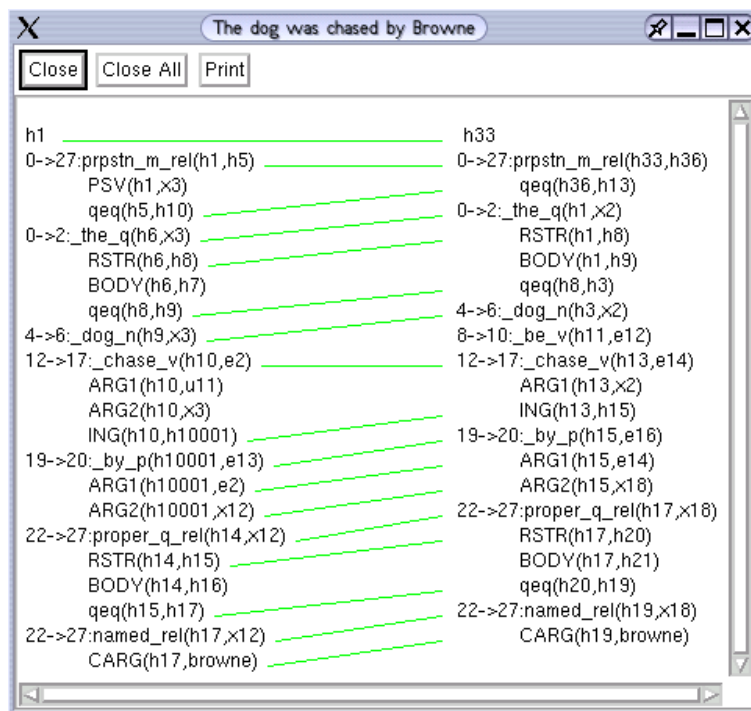 The dog was chased by Browne
Close Close All Print
h1 h33
0->27:prpstn_m_rel(h1,h5) 0->27:prpstn_m_rel(h33,h36)
PSV(h1,x3) qeq(h36,h13)
qeq(h5,h10) 0->2:_the_q(h1,x2)
0->2:_the_q(h6,x3) RSTR(h1,h8)
RSTR(h6,h8) BODY(h1,h9)
BODY(h6,h7) qeq(h8,h3)
qeq(h8,h9) 4->6:_dog_n(h3,x2)
4->6:_dog_n(h9,x3) 8->10:_be_v(h11,e12)
12->17:_chase_v(h10,e2) 12->17:_chase_v(h13,e14)
ARG1(h10,u11) ARG1(h13,x2)
ARG2(h10,x3) ING(h13,h15)
ING(h10,h10001) 19->20:_by_p(h15,e16)
19->20:_by_p(h10001,e13) ARG1(h15,e14)
ARG1(h10001,e2) ARG2(h15,x18)
ARG2(h10001,x12) 22->27:proper_q_rel(h17,x18)
22->27:proper_q_rel(h14,x12) RSTR(h17,h20)
RSTR(h14,h15) BODY(h17,h21)
BODY(h14,h16) qeq(h20,h19)
qeq(h15,h17) 22->27:named_rel(h19,x18)
22->27:named_rel(h17,x12) CARG(h19,browne)
CARG(h17,browne)